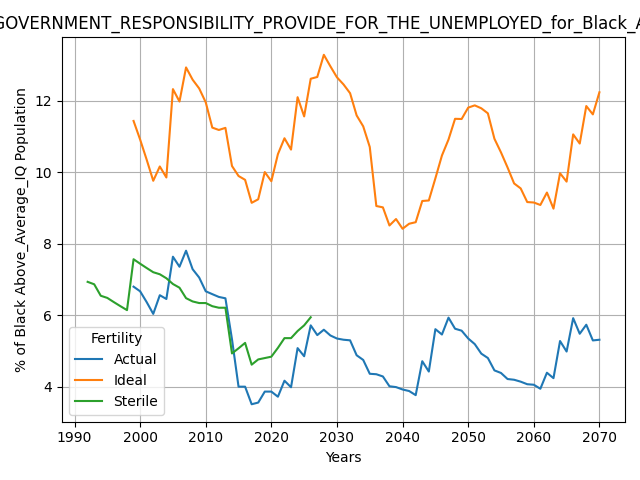 GOVERNMENT_RESPONSIBILITY_PROVIDE_FOR_THE_UNEMPLOYED_for_Black_A
% of Black Above_Average_IQ Population
12
10
8
6
4
Fertility
Actual
Ideal
Sterile
1990 2000 2010 2020 2030 2040 2050 2060 2070
Years